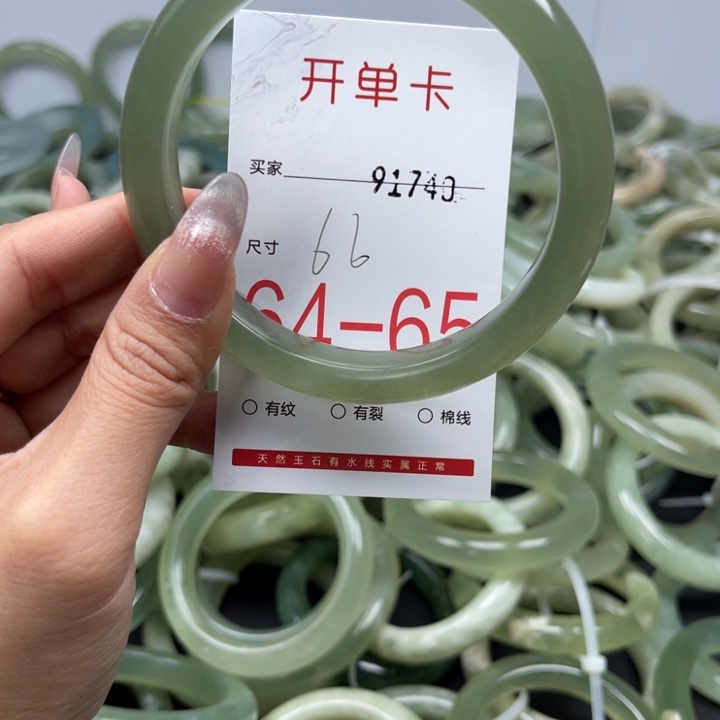 开单卡
买家 91740
尺寸 66
64-65
○ 有纹 ○ 有裂 ○ 棉线
天然玉石有水线实属正常